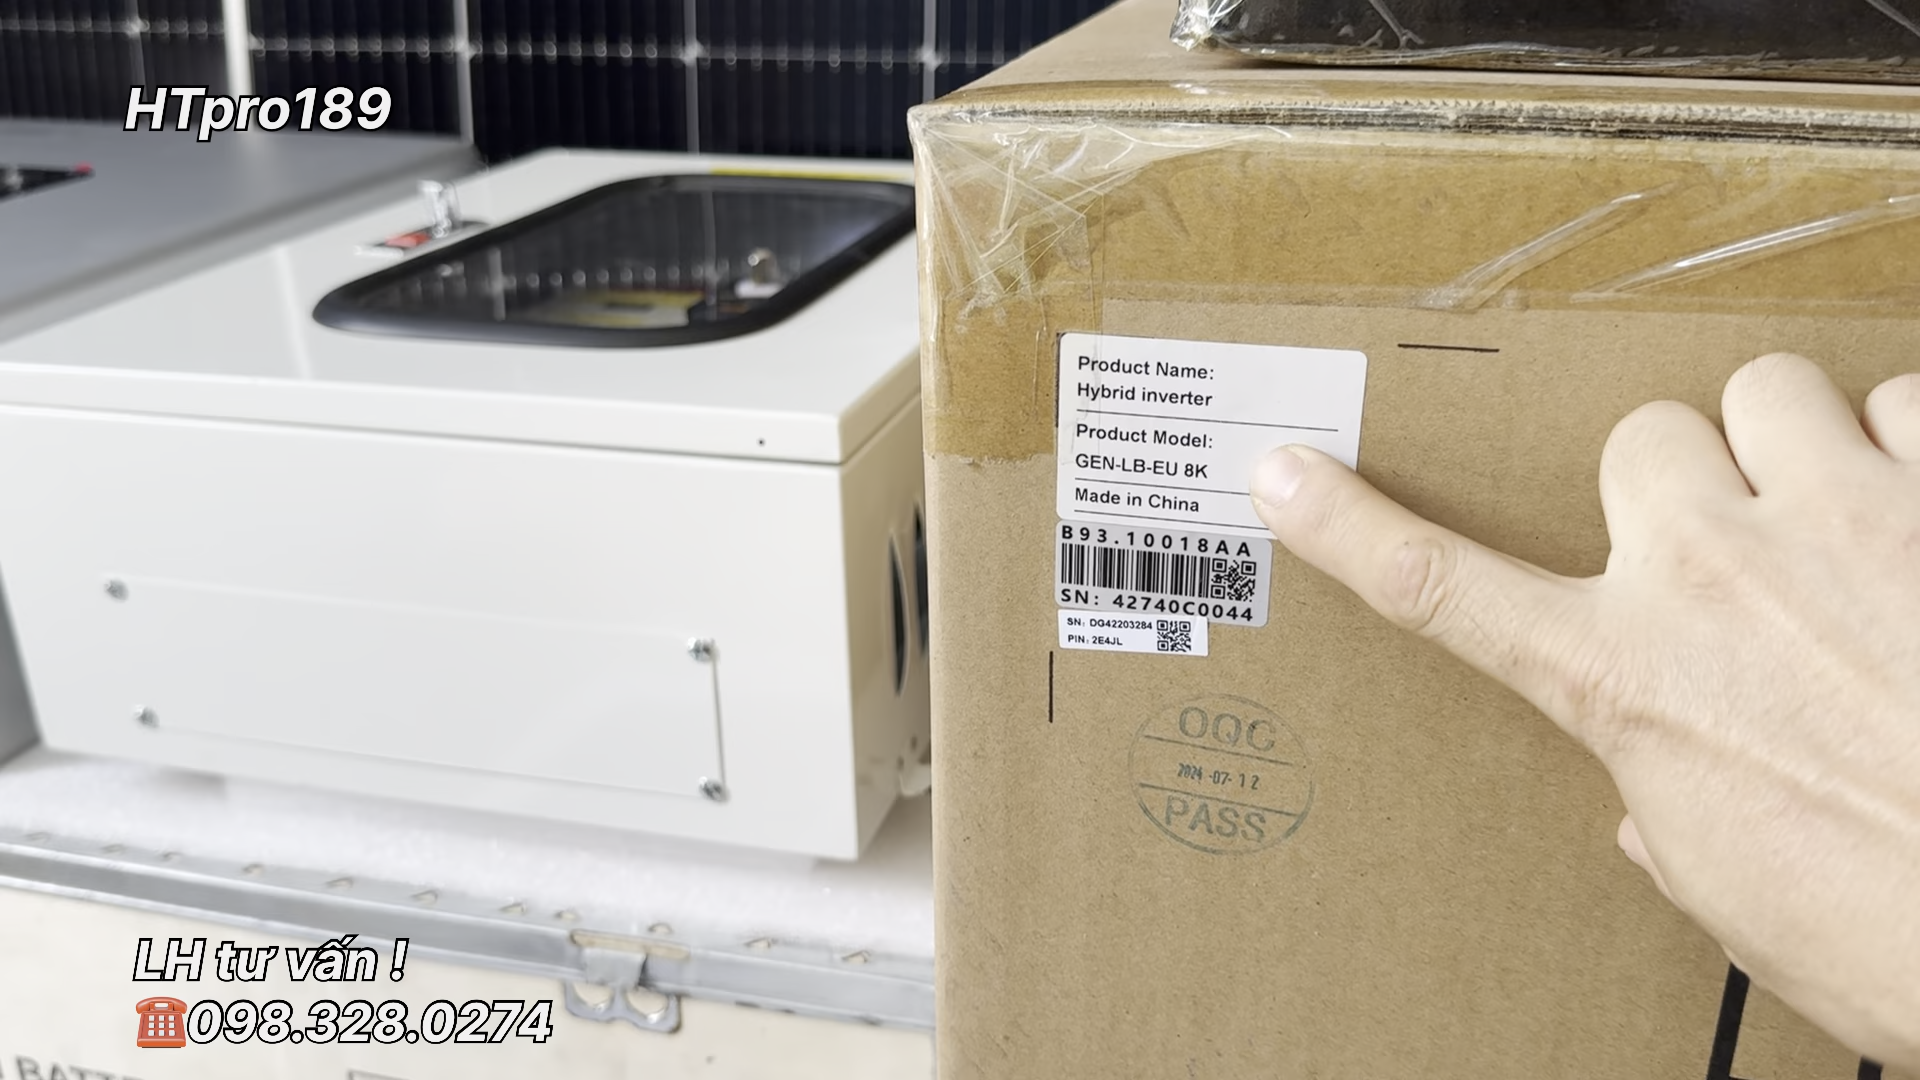 HTpro189
Product Name:
Hybrid inverter
Product Model:
GEN-LB-EU 8K
Made in China
B93.10018AA
SN: 42740C0044
SN: DG42203284
PIN: 2E4JL
OQC
2024-07-12
PASS
LH tư vấn !
☎️098.328.0274